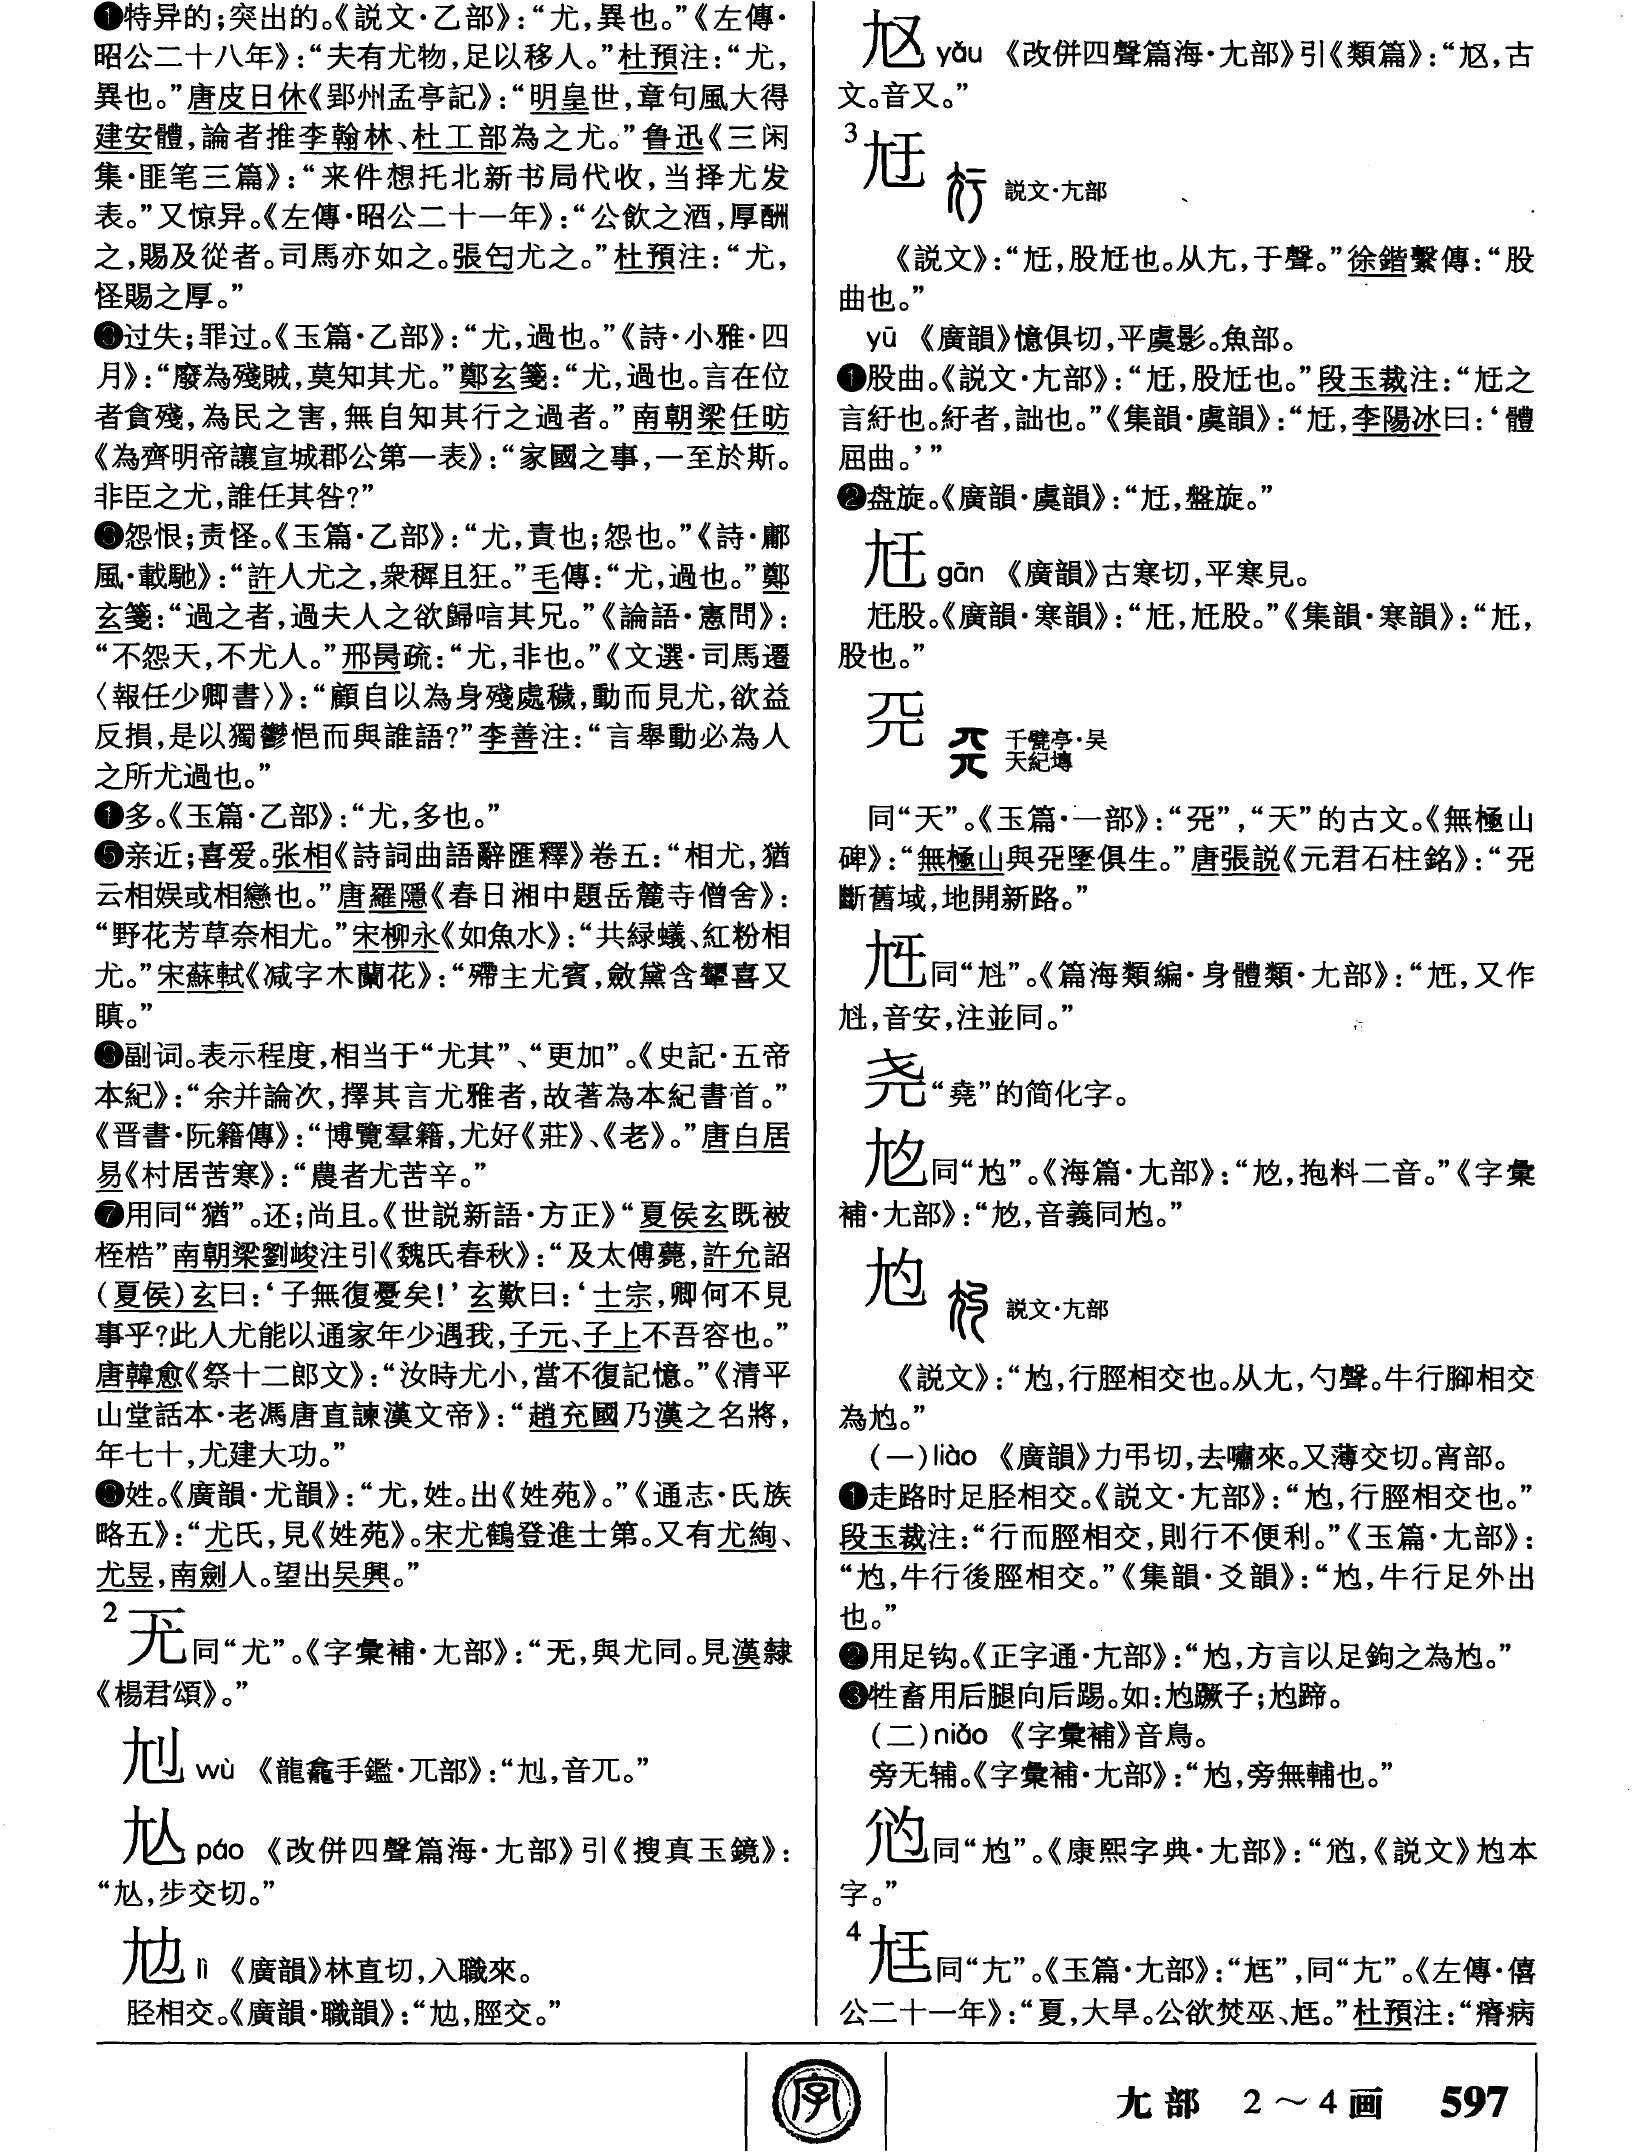 ❶特异的；突出的。《説文·乙部》：“尤，異也。”《左傳·
昭公二十八年》：“夫有尤物，足以移人。”杜預注：“尤，
異也。”唐皮日休《郢州孟亭記》：“明皇世，章句風大得
建安體，論者推李翰林、杜工部為之尤。”鲁迅《三闲
集·匪笔三篇》：“来件想托北新书局代收，当择尤发
表。”又惊异。《左傳·昭公二十一年》：“公飲之酒，厚酬
之，賜及從者。司馬亦如之。張匄尤之。”杜預注：“尤，
怪賜之厚。”
❷过失；罪过。《玉篇·乙部》：“尤，過也。”《詩·小雅·四
月》：“廢為殘賊，莫知其尤。”鄭玄箋：“尤，過也。言在位
者貪殘，為民之害，無自知其行之過者。”南朝梁任昉
《為齊明帝讓宣城郡公第一表》：“家國之事，一至於斯。
非臣之尤，誰任其咎？”
❸怨恨；责怪。《玉篇·乙部》：“尤，責也；怨也。”《詩·鄘
風·載馳》：“許人尤之，衆穉且狂。”毛傳：“尤，過也。”鄭
玄箋：“過之者，過夫人之欲歸唁其兄。”《論語·憲問》：
“不怨天，不尤人。”邢昺疏：“尤，非也。”《文選·司馬遷
〈報任少卿書〉》：“顧自以為身殘處穢，動而見尤，欲益
反損，是以獨鬱悒而與誰語？”李善注：“言舉動必為人
之所尤過也。”
❹多。《玉篇·乙部》：“尤，多也。”
❺亲近；喜爱。张相《詩詞曲語辭匯釋》卷五：“相尤，猶
云相娱或相戀也。”唐羅隱《春日湘中題岳麓寺僧舍》：
“野花芳草奈相尤。”宋柳永《如魚水》：“共緑蟻、紅粉相
尤。”宋蘇軾《减字木蘭花》：“殢主尤賓，斂黛含顰喜又
瞋。”
❻副词。表示程度，相当于“尤其”、“更加”。《史記·五帝
本紀》：“余并論次，擇其言尤雅者，故著為本紀書首。”
《晋書·阮籍傳》：“博覽羣籍，尤好《莊》、《老》。”唐白居
易《村居苦寒》：“農者尤苦辛。”
❼用同“猶”。还；尚且。《世説新語·方正》“夏侯玄既被
桎梏”南朝梁劉峻注引《魏氏春秋》：“及太傅薨，許允詔
（夏侯）玄曰：‘子無復憂矣！’玄歎曰：‘士宗，卿何不見
事乎？此人尤能以通家年少遇我，子元、子上不吾容也。”
唐韓愈《祭十二郎文》：“汝時尤小，當不復記憶。”《清平
山堂話本·老馮唐直諫漢文帝》：“趙充國乃漢之名將，
年七十，尤建大功。”
❽姓。《廣韻·尤韻》：“尤，姓。出《姓苑》。”《通志·氏族
略五》：“尤氏，見《姓苑》。宋尤鶴登進士第。又有尤絢、
尤昱，南劍人。望出吴興。”
2 同“尤”。《字彙補·尢部》：“，與尤同。見漢隸
《楊君頌》。”
wù 《龍龕手鑑·兀部》：“，音兀。”
páo 《改併四聲篇海·尢部》引《搜真玉鏡》：
“，步交切。”
尥 lì 《廣韻》林直切，入職來。
胫相交。《廣韻·職韻》：“，脛交。”
yǎu 《改併四聲篇海·尢部》引《類篇》：“，古
文。音又。”
3 尪 説文·尣部
《説文》：“尩，股尩也。从尣，于聲。”徐鍇繫傳：“股
曲也。”
yū 《廣韻》憶俱切，平虞影。魚部。
❶股曲。《説文·尣部》：“，股也。”段玉裁注：“之
言紆也。紆者，詘也。”《集韻·虞韻》：“，李陽冰曰：‘體
屈曲。’”
❷盘旋。《廣韻·虞韻》：“，盤旋。”
gān 《廣韻》古寒切，平寒見。
股。《廣韻·寒韻》：“，股。”《集韻·寒韻》：“，
股也。”
千甓亭·吴
天紀塼
同“天”。《玉篇·一部》：“”，“天”的古文。《無極山
碑》：“無極山與墬俱生。”唐張説《元君石柱銘》：“
斷舊域，地開新路。”
同“”。《篇海類編·身體類·尢部》：“，又作
，音安，注並同。”
尧 “堯”的简化字。
同“尥”。《海篇·尢部》：“，抱料二音。”《字彙
補·尢部》：“，音義同尥。”
尥 説文·尣部
《説文》：“尥，行脛相交也。从尢，勺聲。牛行腳相交
為尥。”
（一）liào 《廣韻》力弔切，去嘯來。又薄交切。宵部。
❶走路时足胫相交。《説文·尣部》：“尥，行脛相交也。”
段玉裁注：“行而脛相交，則行不便利。”《玉篇·尢部》：
“尥，牛行後脛相交。”《集韻·爻韻》：“尥，牛行足外出
也。”
❷用足钩。《正字通·尣部》：“尥，方言以足鉤之為尥。”
❸牲畜用后腿向后踢。如：尥蹶子；尥蹄。
（二）niǎo 《字彙補》音鳥。
旁无辅。《字彙補·尢部》：“尥，旁無輔也。”
同“尥”。《康熙字典·尢部》：“，《説文》尥本
字。”
4 尪 同“尣”。《玉篇·尢部》：“尪”，同“尣”。《左傳·僖
公二十一年》：“夏，大旱。公欲焚巫、尪。”杜預注：“瘠病
字
尢部 2～4画 597